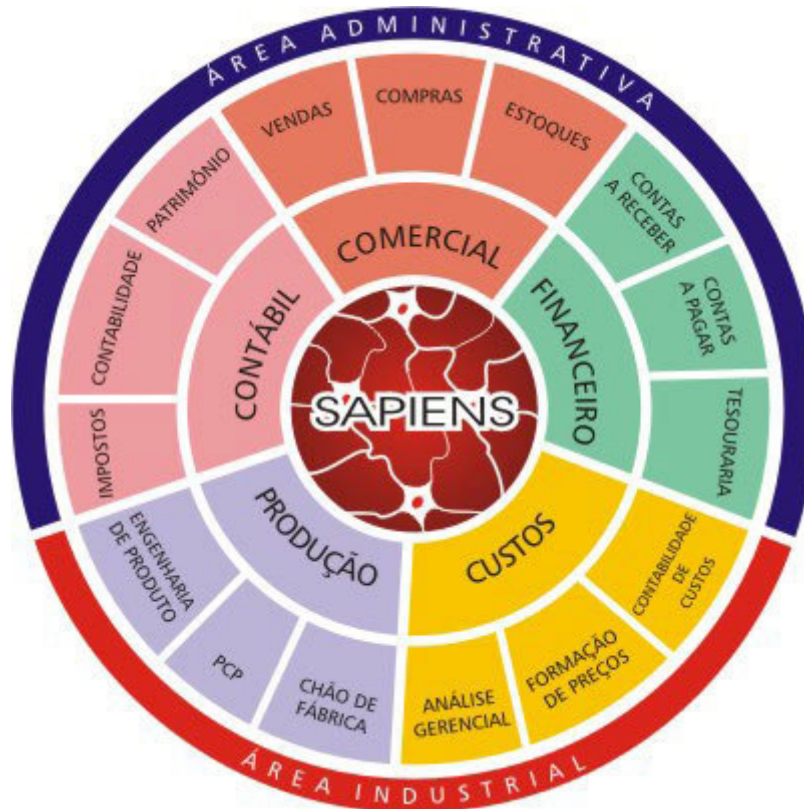 ÁREA ADMINISTRATIVA
VENDAS
COMPRAS
ESTOQUES
COMERCIAL
CONTAS
A RECEBER
CONTAS
A PAGAR
TESOURARIA
FINANCEIRO
PATRIMÔNIO
CONTABILIDADE
IMPOSTOS
CONTÁBIL
SAPIENS
PRODUÇÃO
ENGENHARIA
DE PRODUTO
PCP
CHÃO DE
FÁBRICA
CUSTOS
CONTABILIDADE
DE
CUSTOS
FORMAÇÃO
DE PREÇOS
ANÁLISE
GERENCIAL
ÁREA INDUSTRIAL